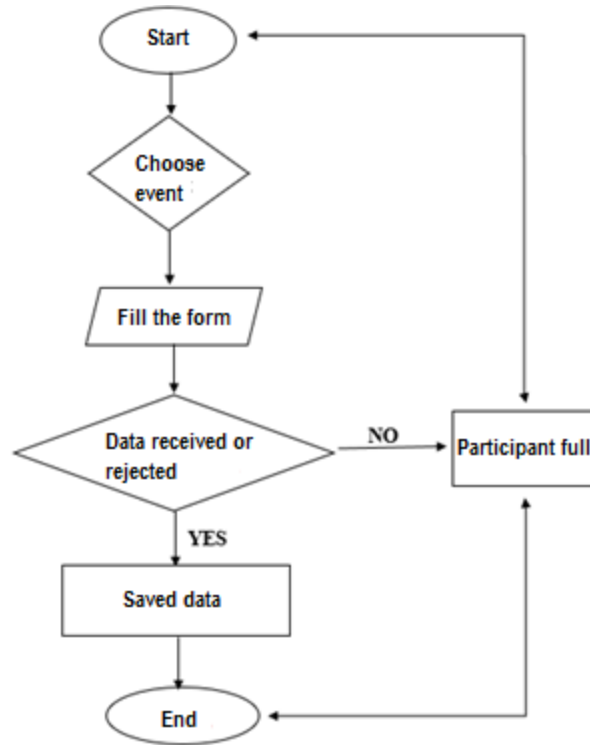 Start
Choose
event
Fill the form
Data received or
rejected
NO
Participant full
YES
Saved data
End